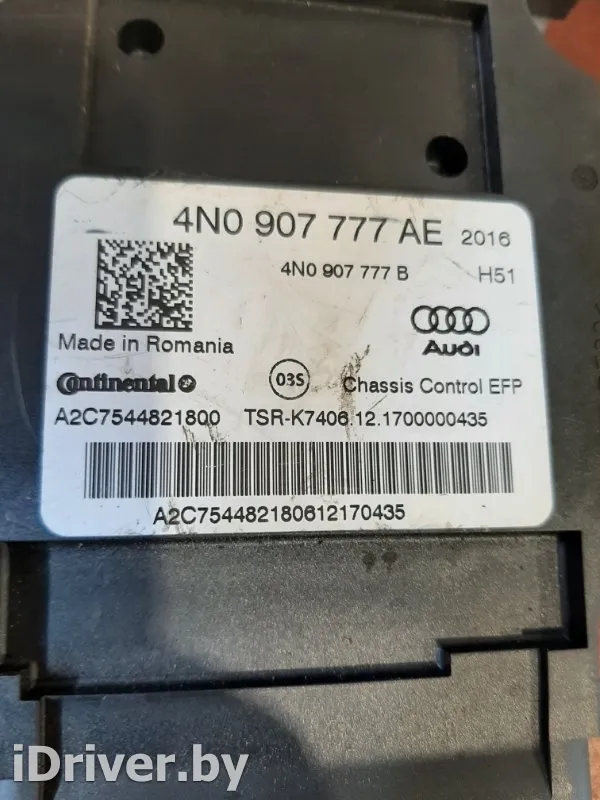 4N0 907 777 AE 2016
4N0 907 777 B H51
Made in Romania
Audi
Continental 03S Chassis Control EFP
A2C7544821800 TSR-K7406.12.1700000435
A2C754482180612170435
iDriver.by